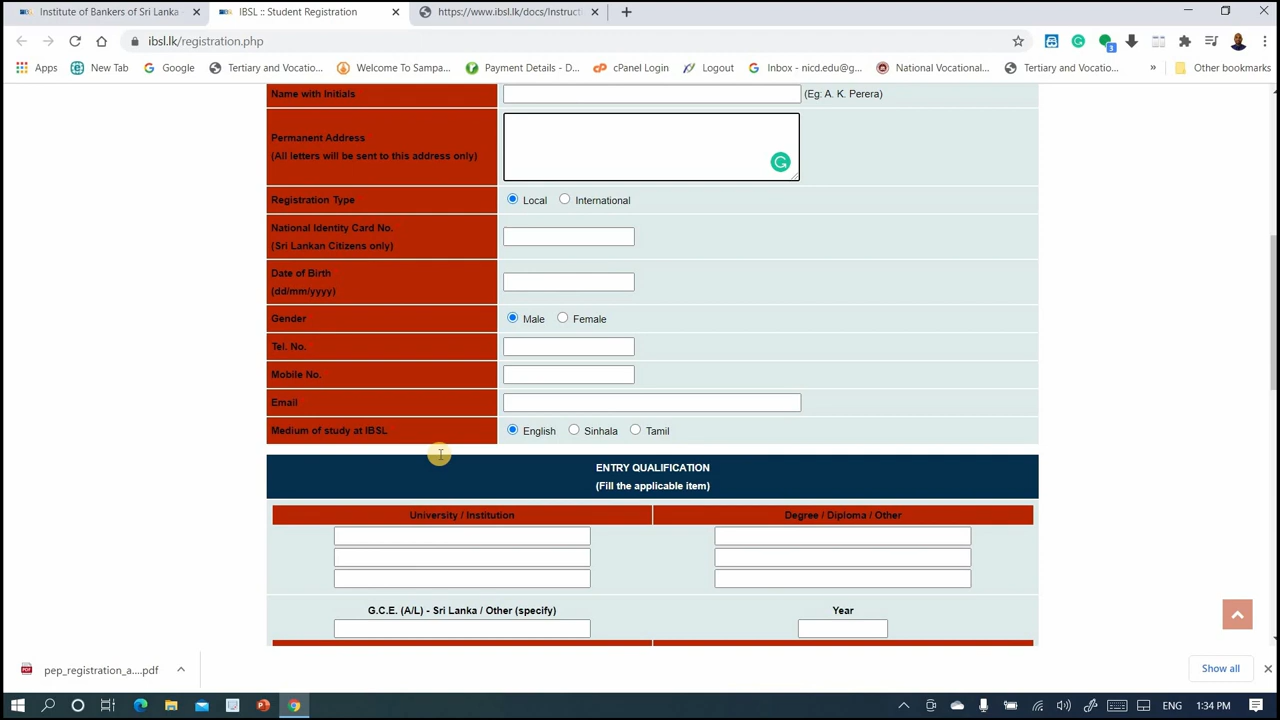 Institute of Bankers of Sri Lanka
IBSL :: Student Registration
https://www.ibsl.lk/docs/Instructi
ibsl.lk/registration.php
3
Apps
New Tab
Google
Tertiary and Vocatio...
Welcome To Sampa...
Payment Details - D...
cPanel Login
Logout
Inbox - nicd.edu@g...
National Vocational...
Tertiary and Vocatio...
»
Other bookmarks
Name with Initials
(Eg: A. K. Perera)
Permanent Address
(All letters will be sent to this address only)
Registration Type
Local
International
National Identity Card No.
(Sri Lankan Citizens only)
Date of Birth
(dd/mm/yyyy)
Gender
Male
Female
Tel. No.
Mobile No.
Email
Medium of study at IBSL
English
Sinhala
Tamil
ENTRY QUALIFICATION
(Fill the applicable item)
University / Institution
Degree / Diploma / Other
G.C.E. (A/L) - Sri Lanka / Other (specify)
Year
pep_registration_a....pdf
Show all
ENG
1:34 PM